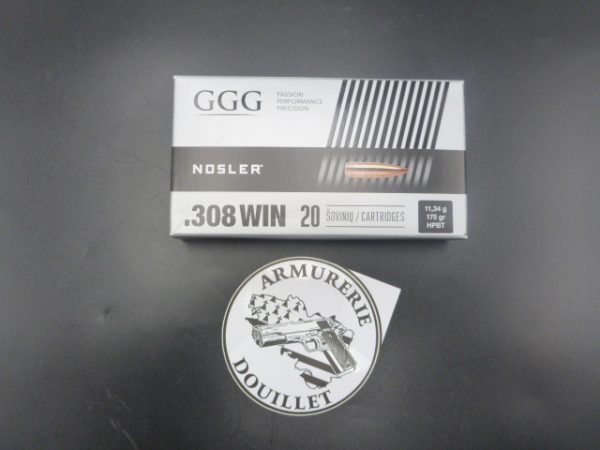 GGG
PASSION
PERFORMANCE
PRECISION
NOSLER®
.308 WIN
20
ŠOVINIŲ / CARTRIDGES
11,34 g
175 gr
HPBT
ARMURERIE
DOUILLET